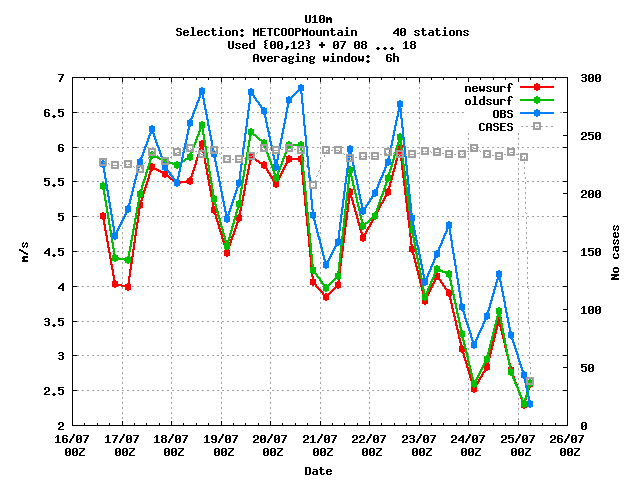 U10m
Selection: METCOOPMountain     40 stations
Used {00,12} + 07 08 ... 18
Averaging window:  6h
newsurf
oldsurf
OBS
CASES
7
6.5
6
5.5
5
4.5
4
3.5
3
2.5
2
m/s
300
250
200
150
100
50
0
No cases
16/07 17/07 18/07 19/07 20/07 21/07 22/07 23/07 24/07 25/07 26/07
00Z 00Z 00Z 00Z 00Z 00Z 00Z 00Z 00Z 00Z 00Z
Date